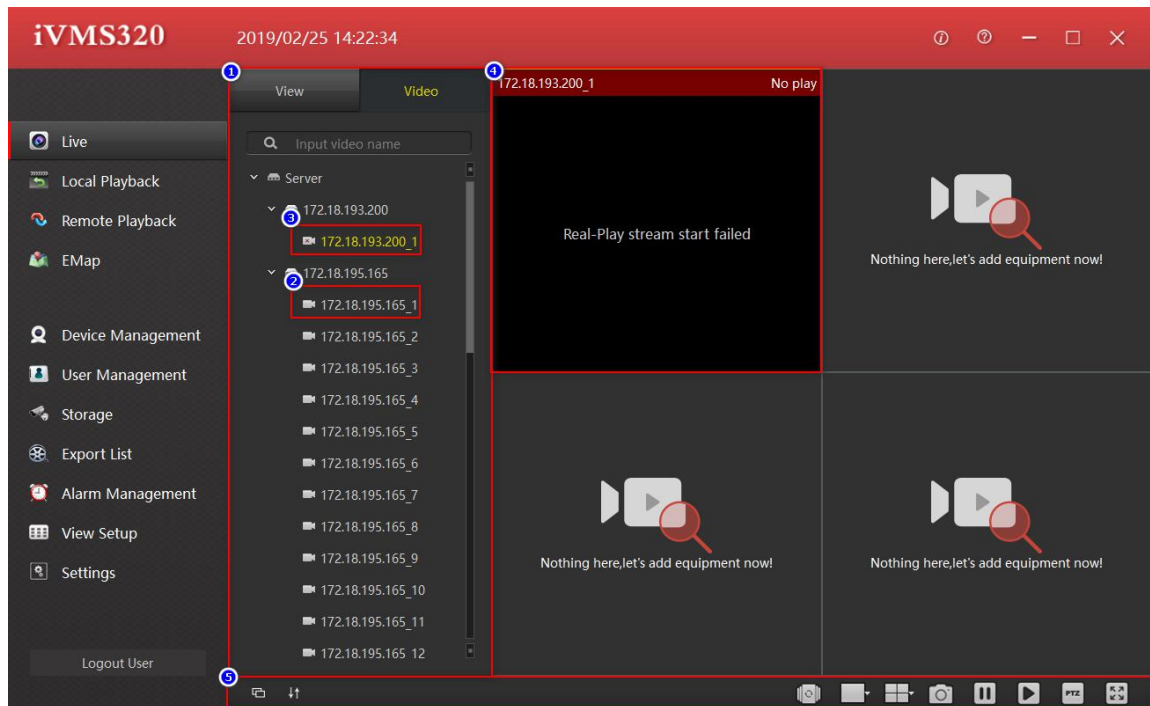 iVMS320
2019/02/25 14:22:34
Live
Local Playback
Remote Playback
EMap
Device Management
User Management
Storage
Export List
Alarm Management
View Setup
Settings
Logout User
1
View
Video
Input video name
Server
172.18.193.200
3
172.18.193.200_1
172.18.195.165
2
172.18.195.165_1
172.18.195.165_2
172.18.195.165_3
172.18.195.165_4
172.18.195.165_5
172.18.195.165_6
172.18.195.165_7
172.18.195.165_8
172.18.195.165_9
172.18.195.165_10
172.18.195.165_11
172.18.195.165 12
4
172.18.193.200_1
No play
Real-Play stream start failed
Nothing here,let's add equipment now!
Nothing here,let's add equipment now!
Nothing here,let's add equipment now!
5
PTZ